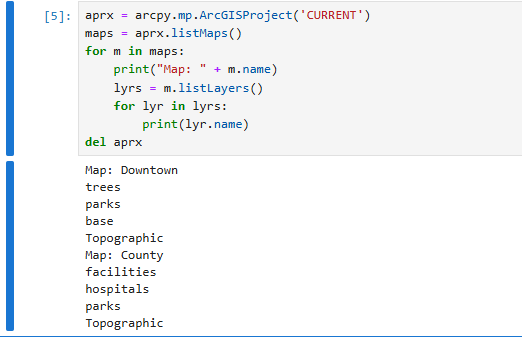 [5]: aprx = arcpy.mp.ArcGISProject('CURRENT')
maps = aprx.listMaps()
for m in maps:
    print("Map: " + m.name)
    lyrs = m.listLayers()
    for lyr in lyrs:
        print(lyr.name)
del aprx
Map: Downtown
trees
parks
base
Topographic
Map: County
facilities
hospitals
parks
Topographic